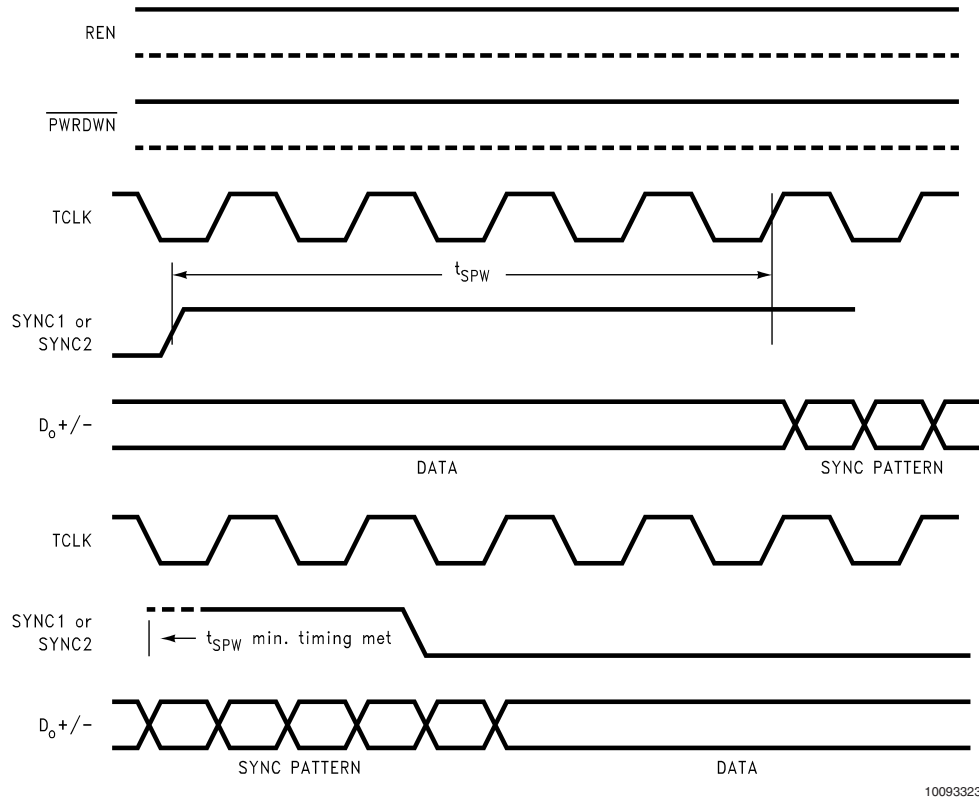 REN
PWRDWN
TCLK
tSPW
SYNC1 or
SYNC2
Do+/-
DATA
SYNC PATTERN
TCLK
SYNC1 or
SYNC2
tSPW min. timing met
Do+/-
SYNC PATTERN
DATA
10093323